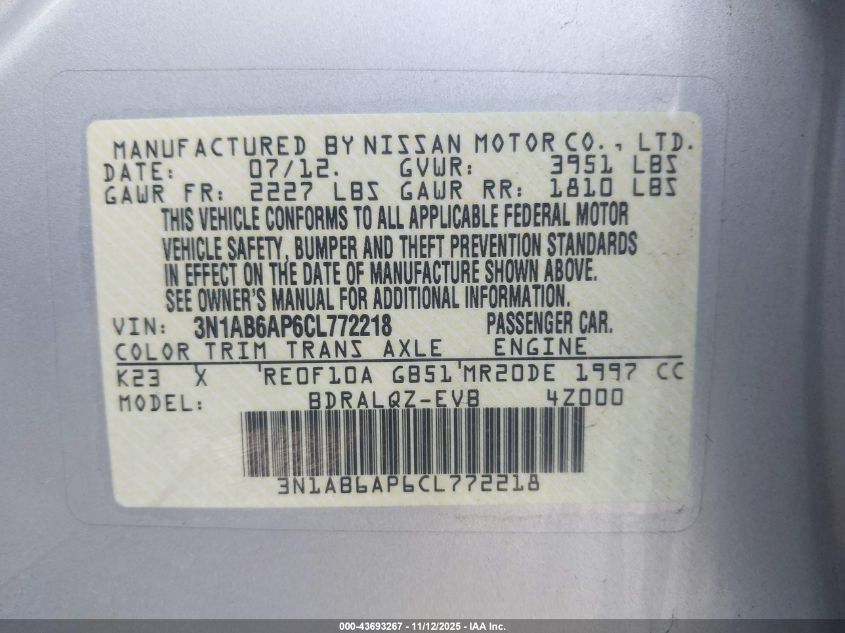 MANUFACTURED BY NISSAN MOTOR CO., LTD.
DATE: 07/12. GVWR: 3951 LBS
GAWR FR: 2227 LBS GAWR RR: 1810 LBS
THIS VEHICLE CONFORMS TO ALL APPLICABLE FEDERAL MOTOR
VEHICLE SAFETY, BUMPER AND THEFT PREVENTION STANDARDS
IN EFFECT ON THE DATE OF MANUFACTURE SHOWN ABOVE.
SEE OWNER'S MANUAL FOR ADDITIONAL INFORMATION.
VIN: 3N1AB6AP6CL772218 PASSENGER CAR.
COLOR TRIM TRANS AXLE ENGINE
K23 X RE0F10A GB51 MR20DE 1997 CC
MODEL: BDRALQZ-EVB 4Z000
3N1AB6AP6CL772218
000-43693267 - 11/12/2025 - IAA Inc.